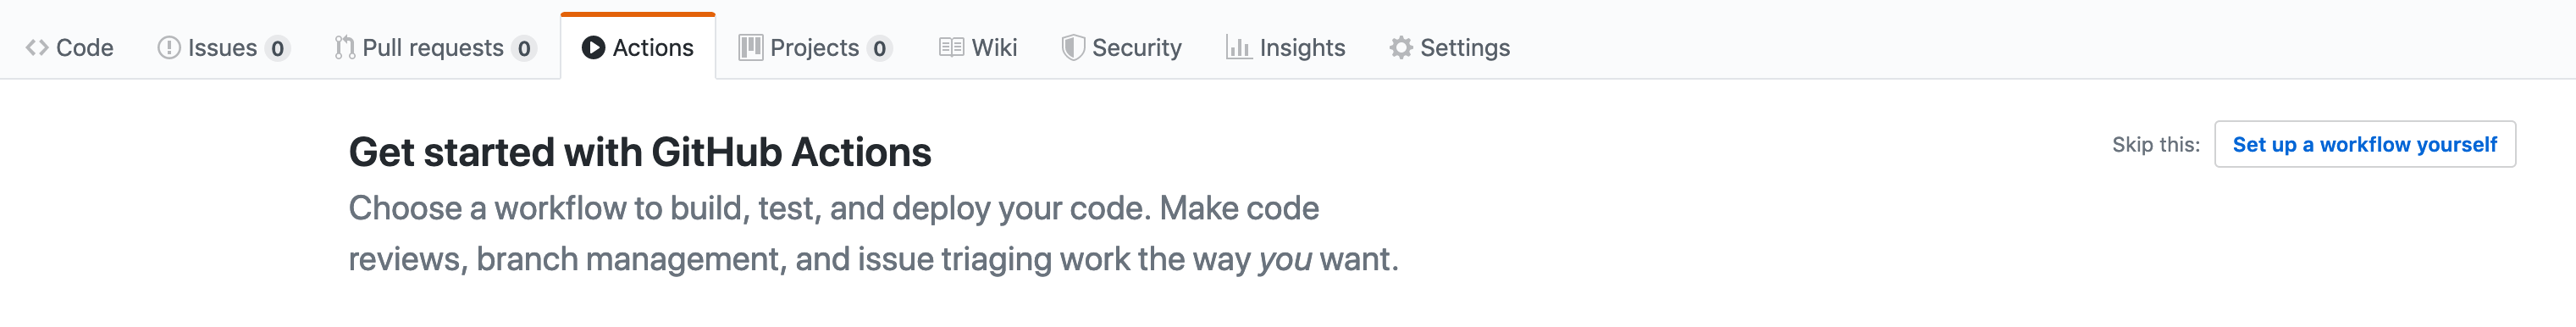 Code Issues 0 Pull requests 0 Actions Projects 0 Wiki Security Insights Settings
Get started with GitHub Actions
Skip this: Set up a workflow yourself
Choose a workflow to build, test, and deploy your code. Make code
reviews, branch management, and issue triaging work the way you want.